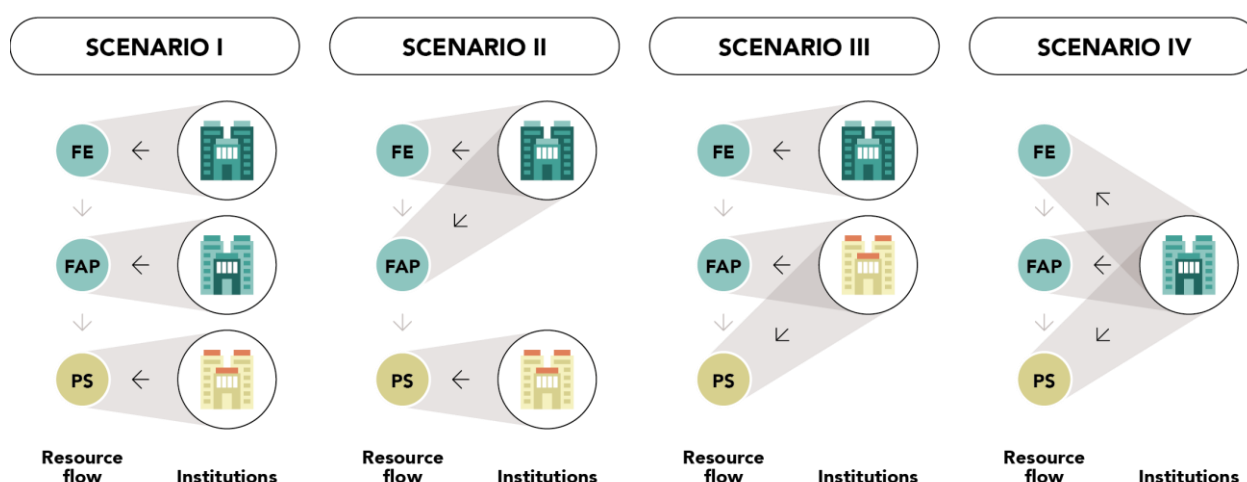 SCENARIO I
SCENARIO II
SCENARIO III
SCENARIO IV
FE
FE
FE
FE
FAP
FAP
FAP
FAP
PS
PS
PS
PS
Resource
flow
Institutions
Resource
flow
Institutions
Resource
flow
Institutions
Resource
flow
Institutions